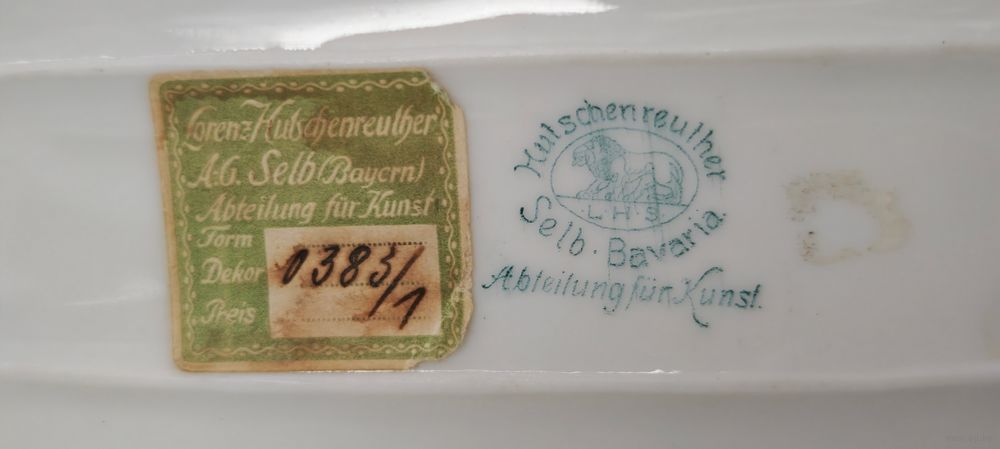 Lorenz Hutschenreuther
A.G. Selb (Bayern)
Abteilung für Kunst
Form
Dekor
Preis
0383/1
Hutschenreuther
L.H.S.
Selb · Bavaria
Abteilung für Kunst.